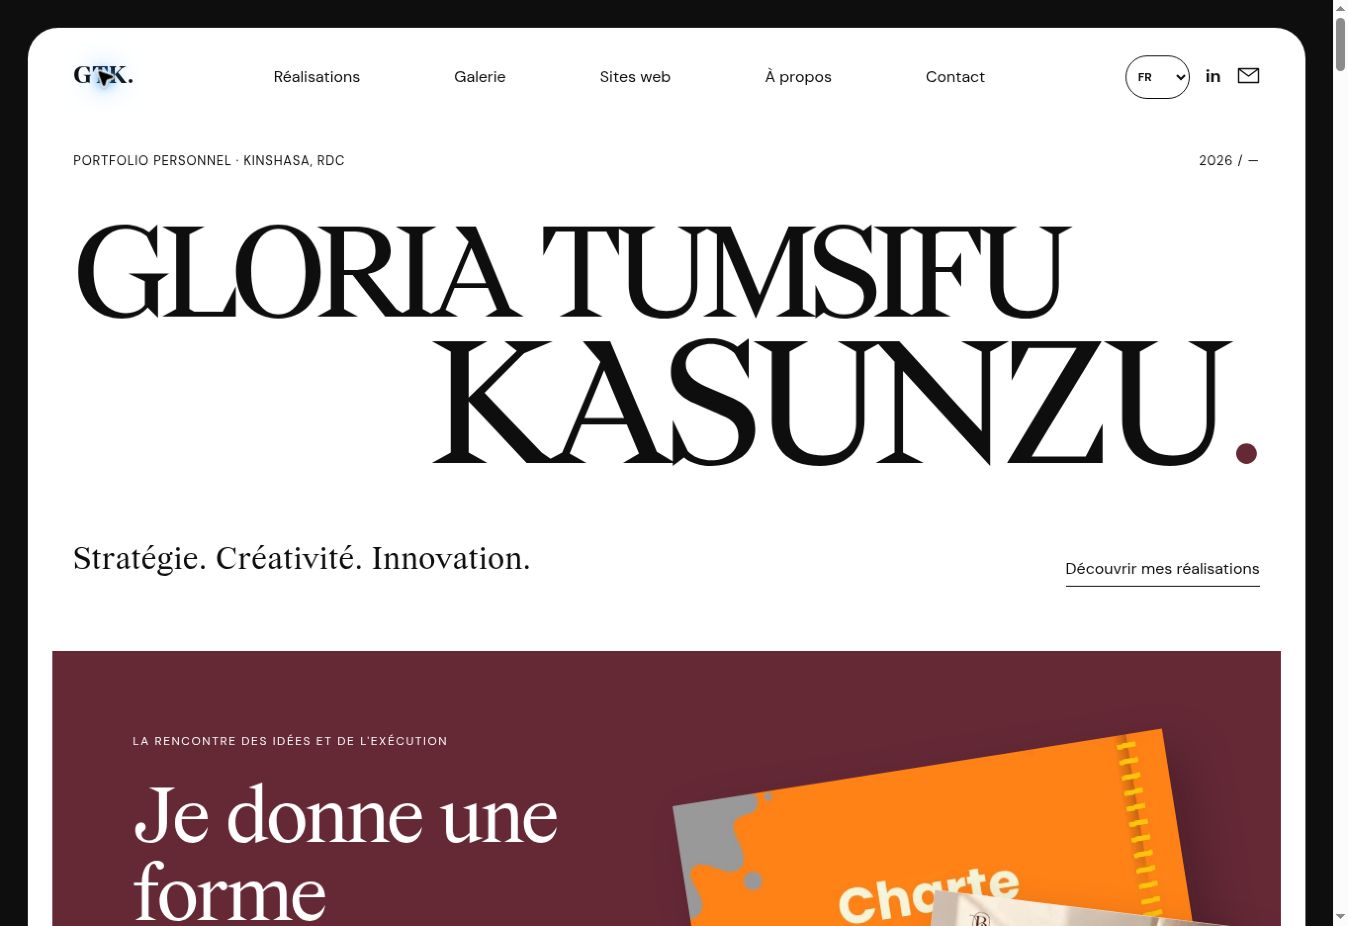 GTK.
Réalisations
Galerie
Sites web
À propos
Contact
FR
in
PORTFOLIO PERSONNEL · KINSHASA, RDC
2026 / —
GLORIA TUMSIFU
KASUNZU.
Stratégie. Créativité. Innovation.
Découvrir mes réalisations
LA RENCONTRE DES IDÉES ET DE L'EXÉCUTION
Je donne une
forme
Charte